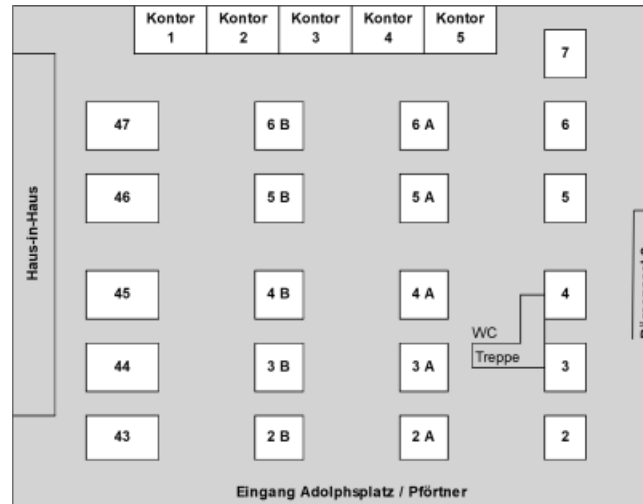 Kontor 1
Kontor 2
Kontor 3
Kontor 4
Kontor 5
7
47
6 B
6 A
6
46
5 B
5 A
5
Haus-in-Haus
45
4 B
4 A
4
WC
Treppe
44
3 B
3 A
3
43
2 B
2 A
2
Eingang Adolphsplatz / Pförtner